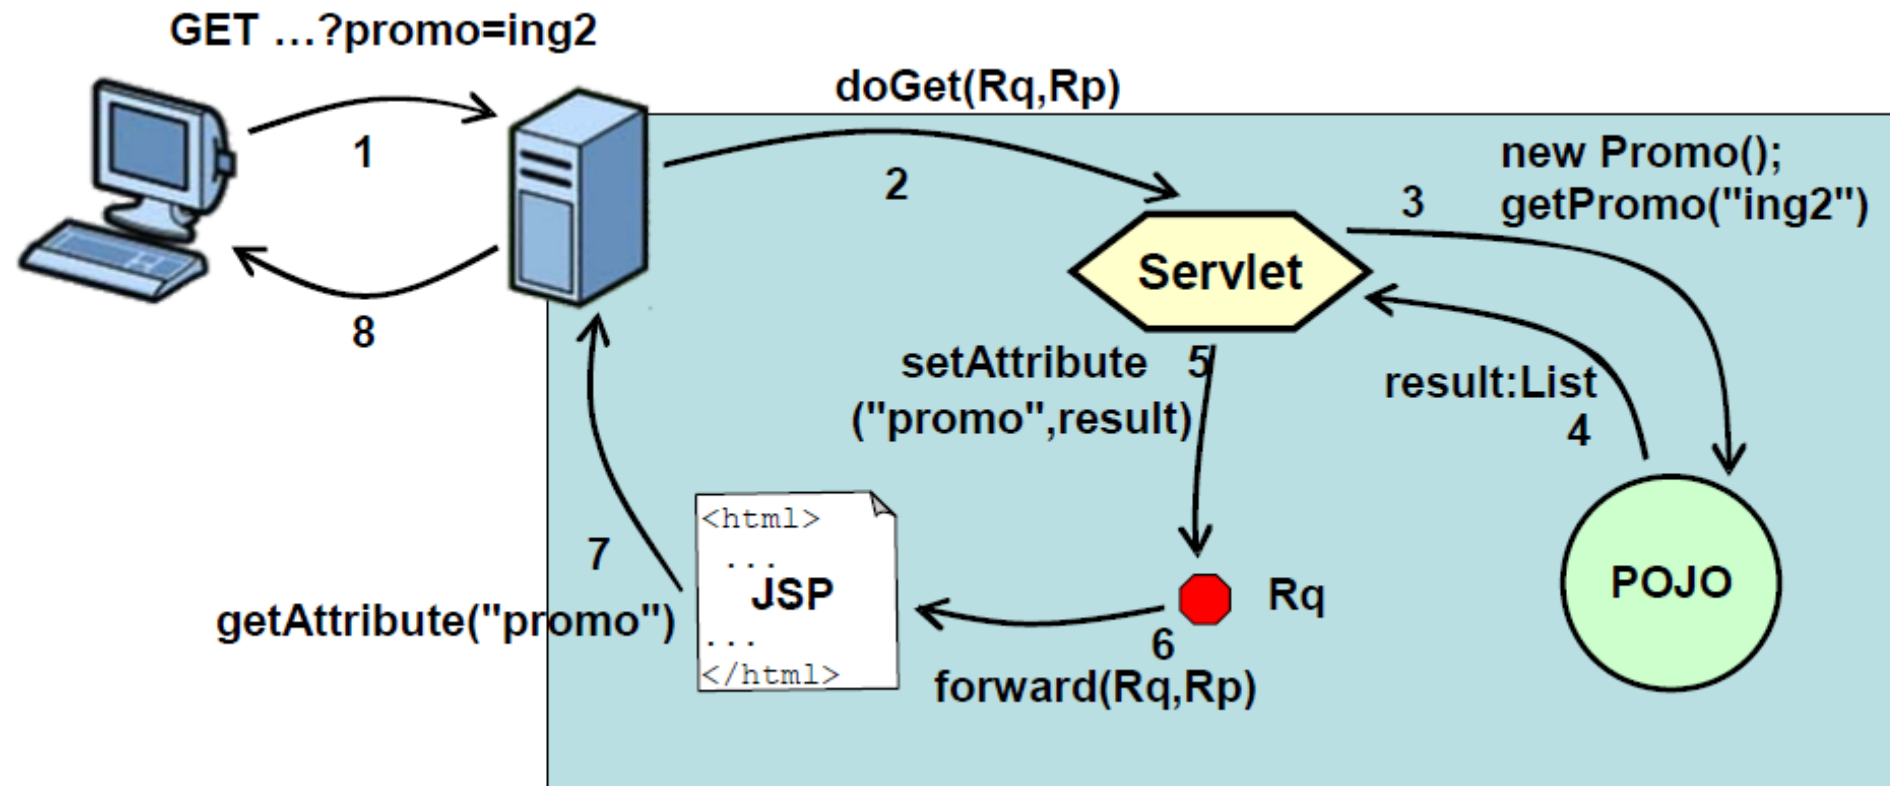 GET ...?promo=ing2
doGet(Rq,Rp)
1
2
3
new Promo();
getPromo("ing2")
Servlet
8
setAttribute
5
("promo",result)
result:List
4
<html>
...
JSP
...
</html>
7
getAttribute("promo")
Rq
6
forward(Rq,Rp)
POJO